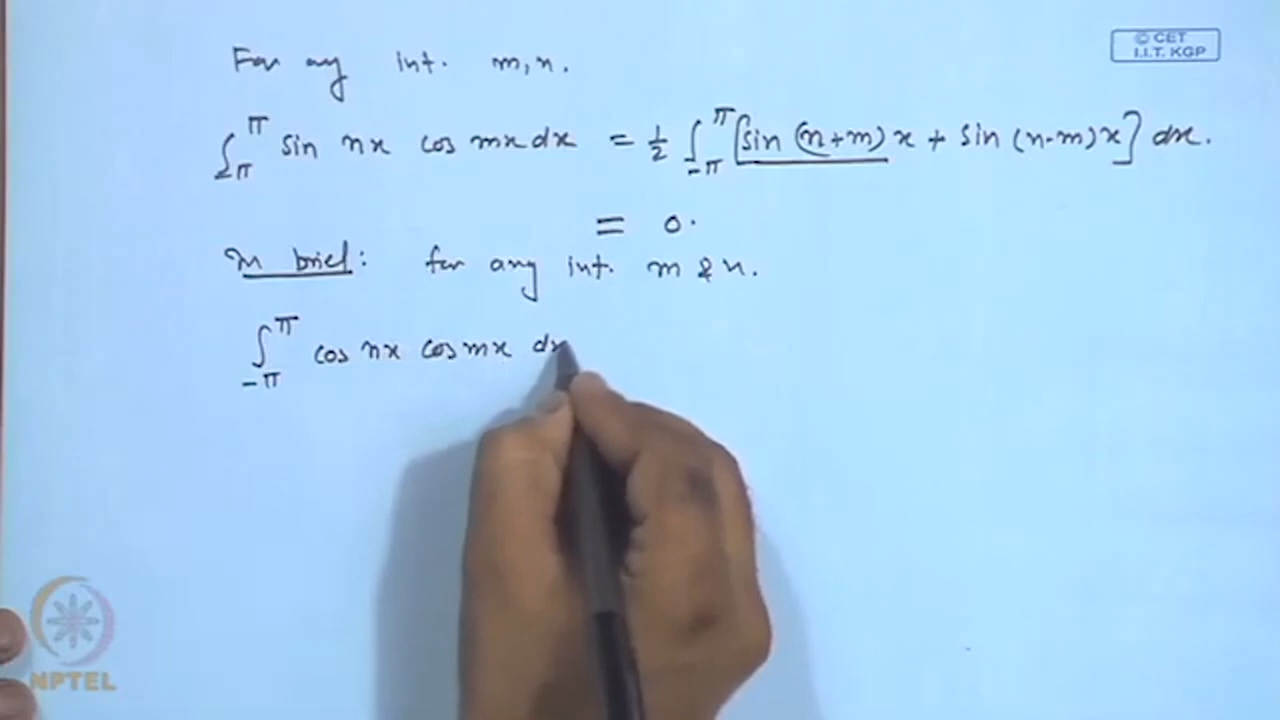 © CET
I.I.T. KGP
For any int. m, n.
∫_{-π}^{π} sin nx cos mx dx = 1/2 ∫_{-π}^{π} [sin (n+m) x + sin (n-m) x] dx.
= 0.
In brief: for any int. m & n.
∫_{-π}^{π} cos nx cos mx dx
NPTEL